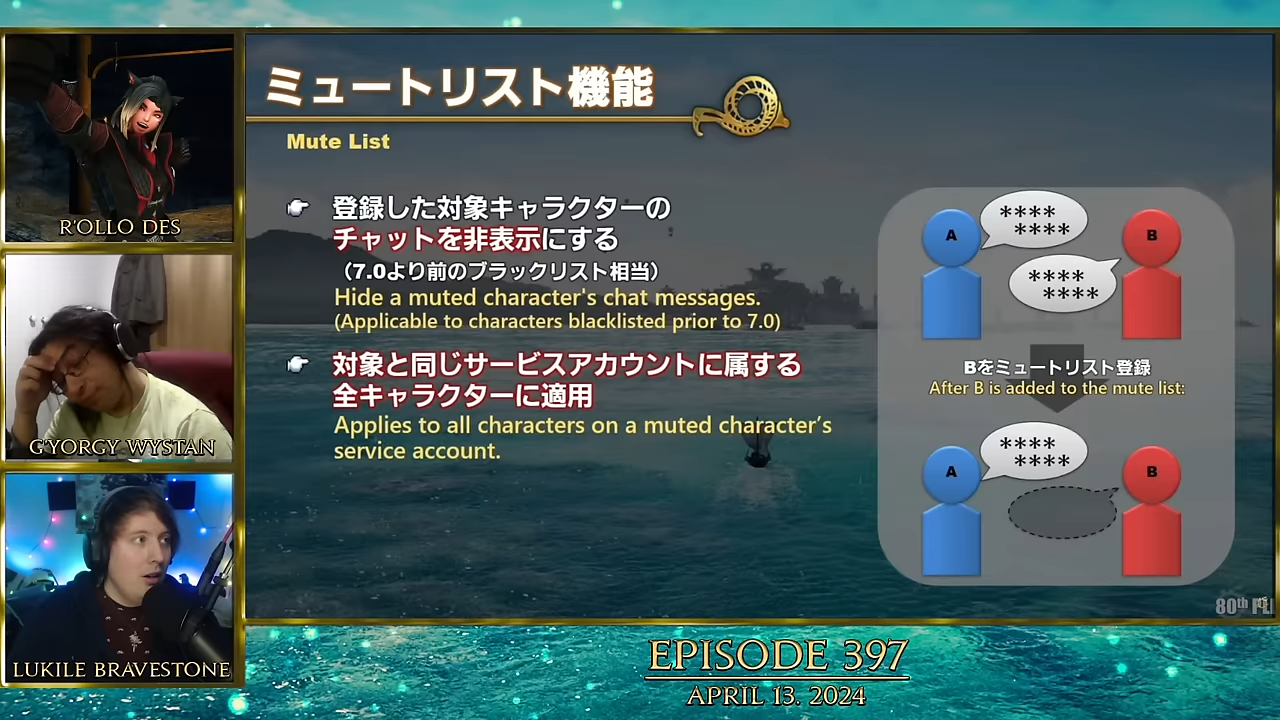 ミュートリスト機能
Mute List
登録した対象キャラクターの
チャットを非表示にする
（7.0より前のブラックリスト相当）
Hide a muted character's chat messages.
(Applicable to characters blacklisted prior to 7.0)
対象と同じサービスアカウントに属する
全キャラクターに適用
Applies to all characters on a muted character’s
service account.
A
****
****
B
****
****
Bをミュートリスト登録
After B is added to the mute list:
A
****
****
B
80th
R'OLLO DES
G'YORGY WYSTAN
LUKILE BRAVESTONE
EPISODE 397
APRIL 13. 2024